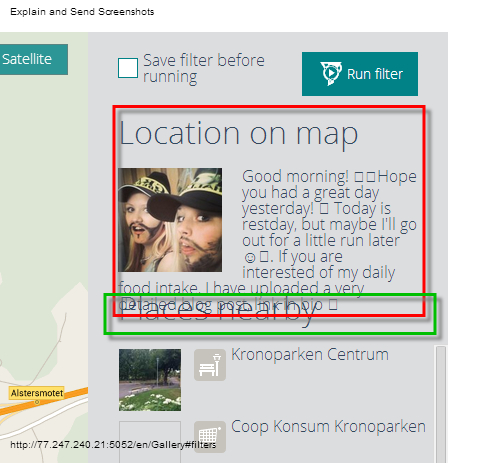 Explain and Send Screenshots
Satellite
Save filter before
running
Run filter
Location on map
Good morning! 🏻🏻Hope
you had a great day
yesterday! 🏻 Today is
restday, but maybe I'll go
out for a little run later
☺🏻. If you are
interested of my daily
food intake, I have uploaded a very
detailed blog post, link in bio 🏻
Places nearby
Kronoparken Centrum
Alstersmotet
Coop Konsum Kronoparken
http://77.247.240.21:5052/en/Gallery#filters